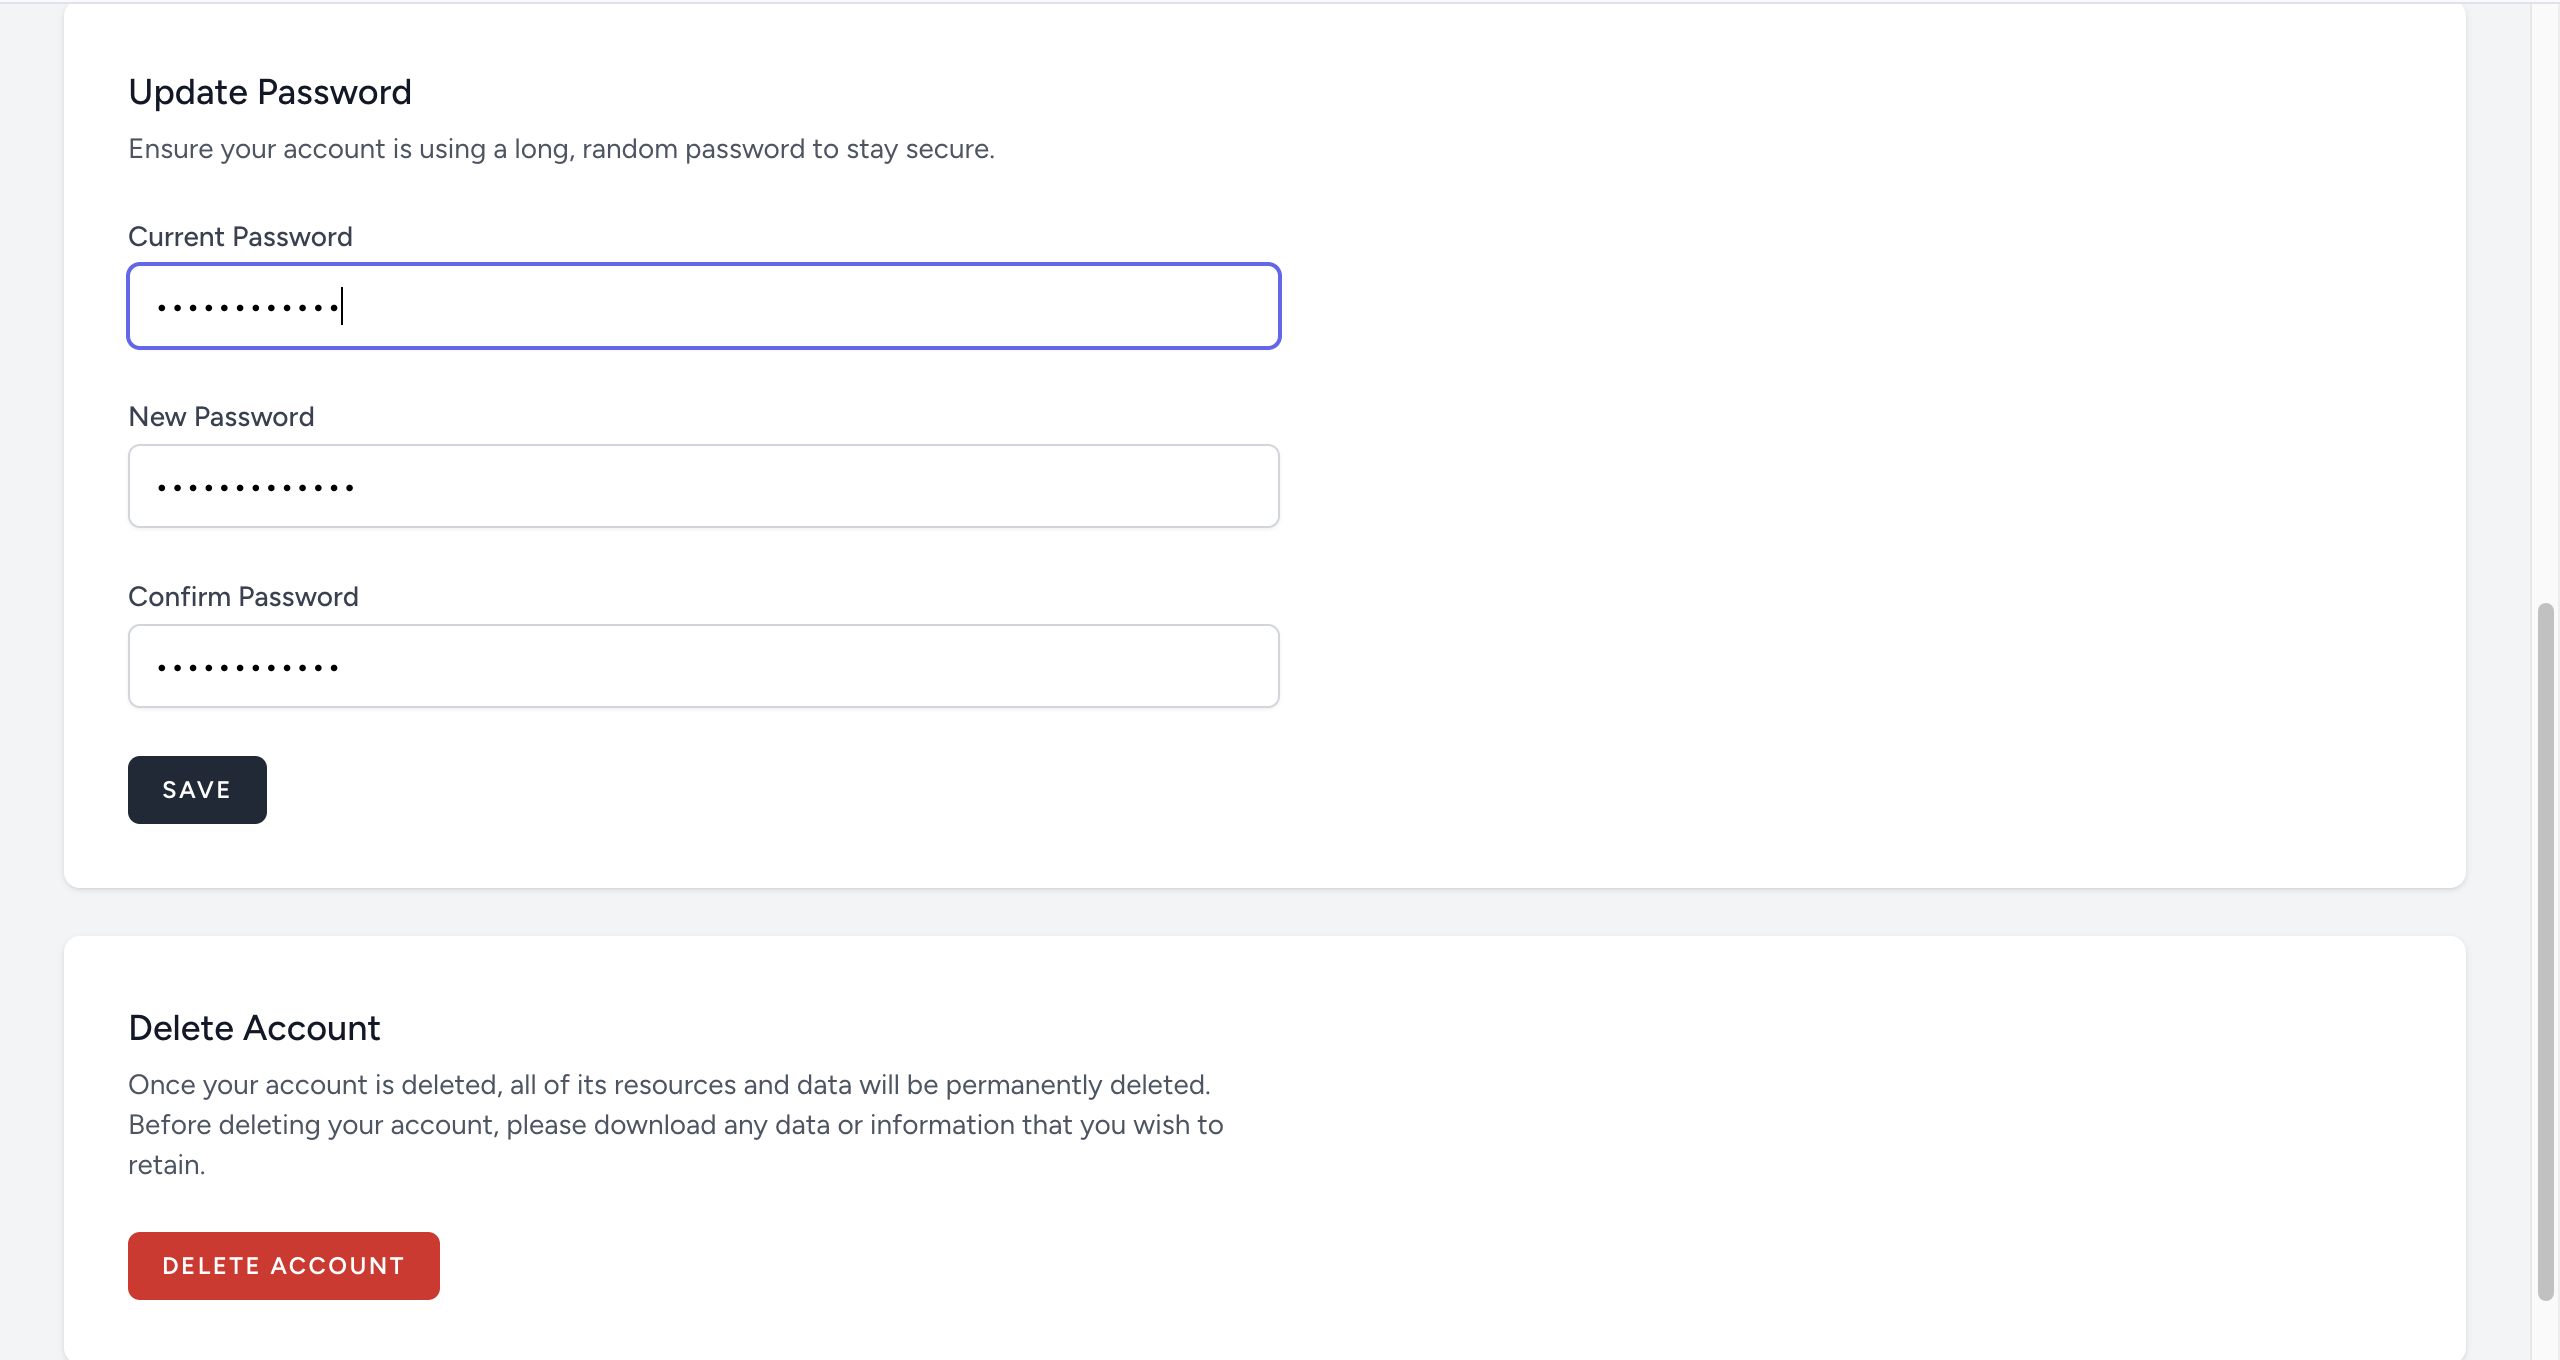 Update Password
Ensure your account is using a long, random password to stay secure.
Current Password
••••••••••••
New Password
•••••••••••••
Confirm Password
••••••••••••
SAVE
Delete Account
Once your account is deleted, all of its resources and data will be permanently deleted.
Before deleting your account, please download any data or information that you wish to
retain.
DELETE ACCOUNT